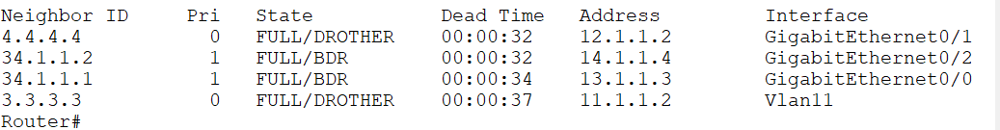 Neighbor ID     Pri   State           Dead Time   Address         Interface
4.4.4.4           0   FULL/DROTHER    00:00:32    12.1.1.2        GigabitEthernet0/1
34.1.1.2          1   FULL/BDR        00:00:32    14.1.1.4        GigabitEthernet0/2
34.1.1.1          1   FULL/BDR        00:00:34    13.1.1.3        GigabitEthernet0/0
3.3.3.3           0   FULL/DROTHER    00:00:37    11.1.1.2        Vlan11
Router#